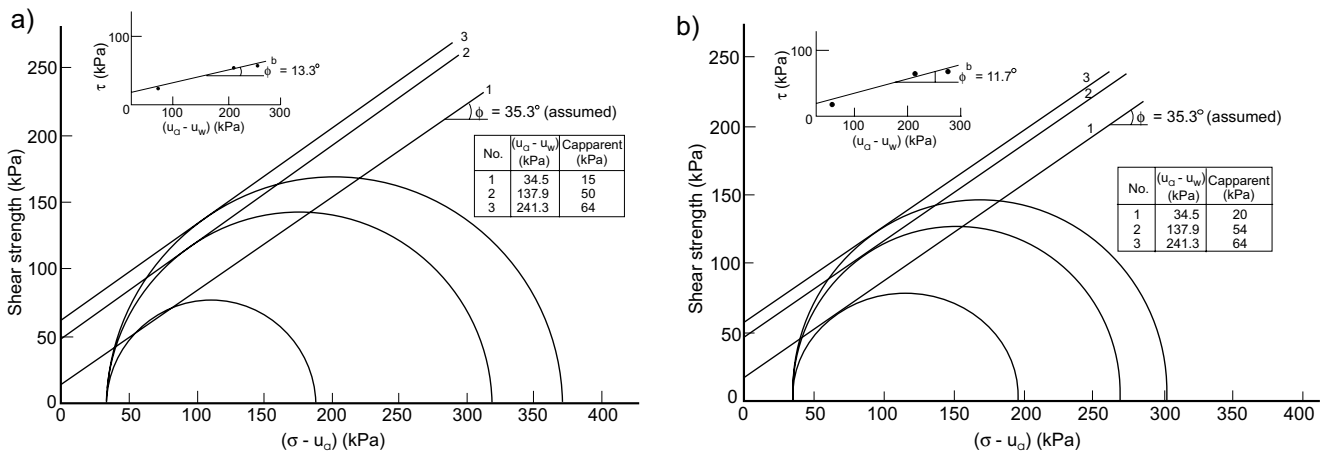 a)
250
200
150
100
50
0
Shear strength (kPa)
0 50 100 150 200 250 300 350 400
(σ - uₐ) (kPa)
100
τ (kPa)
0 100 200 300
(uₐ - u_w) (kPa)
ϕᵇ = 13.3°
3
2
1
ϕ = 35.3° (assumed)
No. (uₐ - u_w) (kPa) Capparent (kPa)
1 34.5 15
2 137.9 50
3 241.3 64
b)
250
200
150
100
50
0
Shear strength (kPa)
0 50 100 150 200 250 300 350 400
(σ - uₐ) (kPa)
100
τ (kPa)
0 100 200 300
(uₐ - u_w) (kPa)
ϕᵇ = 11.7°
3
2
1
ϕ = 35.3° (assumed)
No. (uₐ - u_w) (kPa) Capparent (kPa)
1 34.5 20
2 137.9 54
3 241.3 64